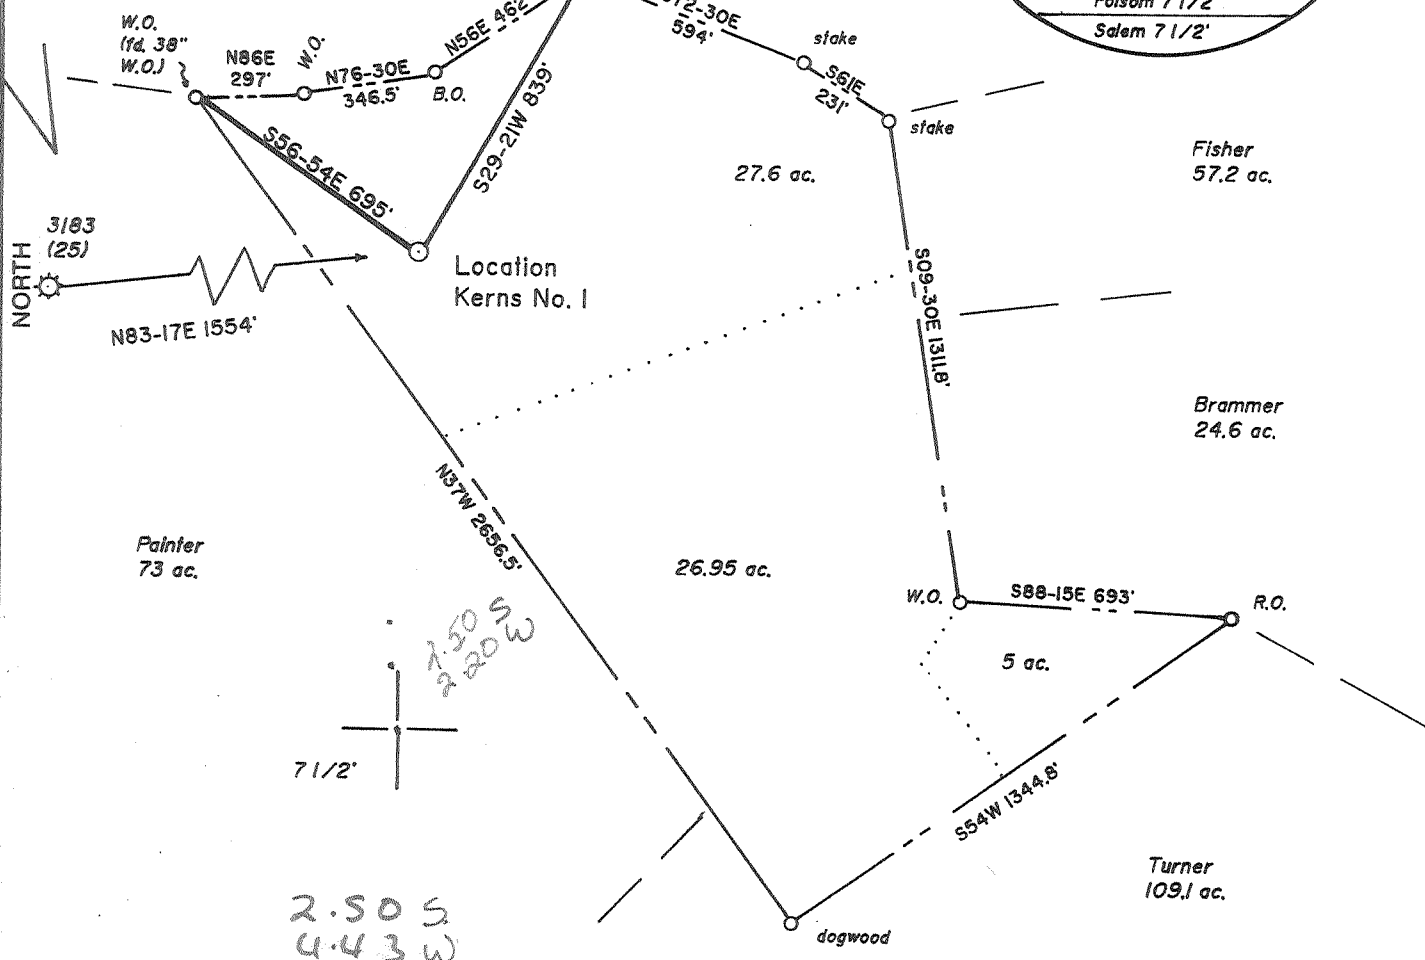 Folsom 7 1/2'
Salem 7 1/2'
W.O.
(fd. 38"
W.O.)
N86E
297'
W.O.
N76-30E
346.5'
B.O.
N56E 462'
S29-21W 839'
S56-54E 695'
72-30E
594'
stake
S61E
231'
stake
27.6 ac.
Fisher
57.2 ac.
3183
(25)
NORTH
N83-17E 1554'
Location
Kerns No. 1
S09-30E 1311.8'
Brammer
24.6 ac.
N37W 2656.5'
Painter
73 ac.
26.95 ac.
W.O.
S88-15E 693'
R.O.
5 ac.
.50 S
2.20 W
7 1/2'
S54W 1344.8'
Turner
109.1 ac.
dogwood
2.50 S.
4.43 W